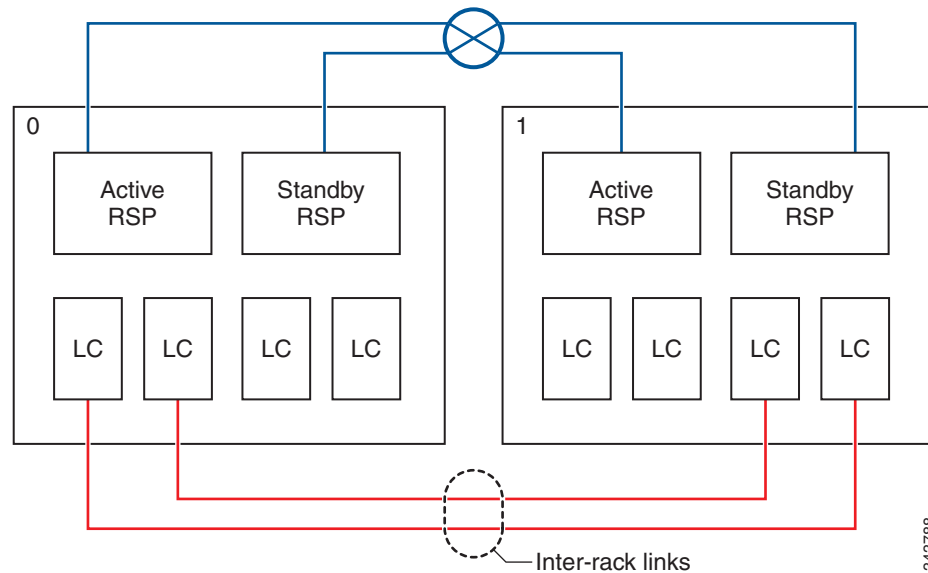 0
1
Active
RSP
Standby
RSP
Active
RSP
Standby
RSP
LC
LC
LC
LC
LC
LC
LC
LC
Inter-rack links